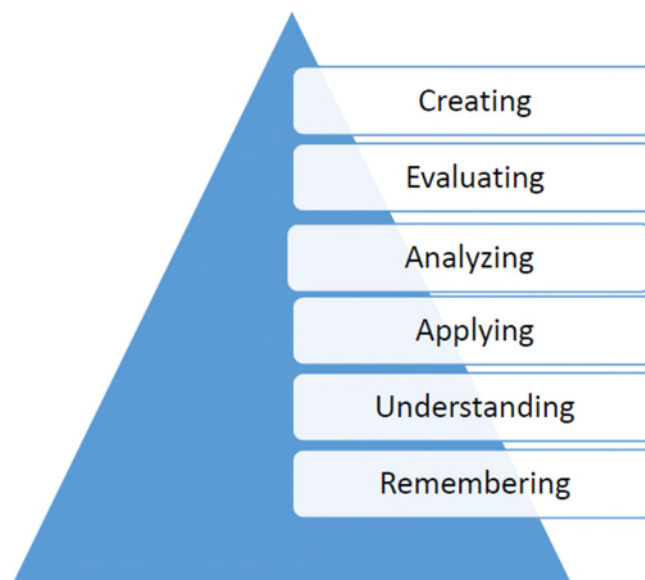 Creating
Evaluating
Analyzing
Applying
Understanding
Remembering